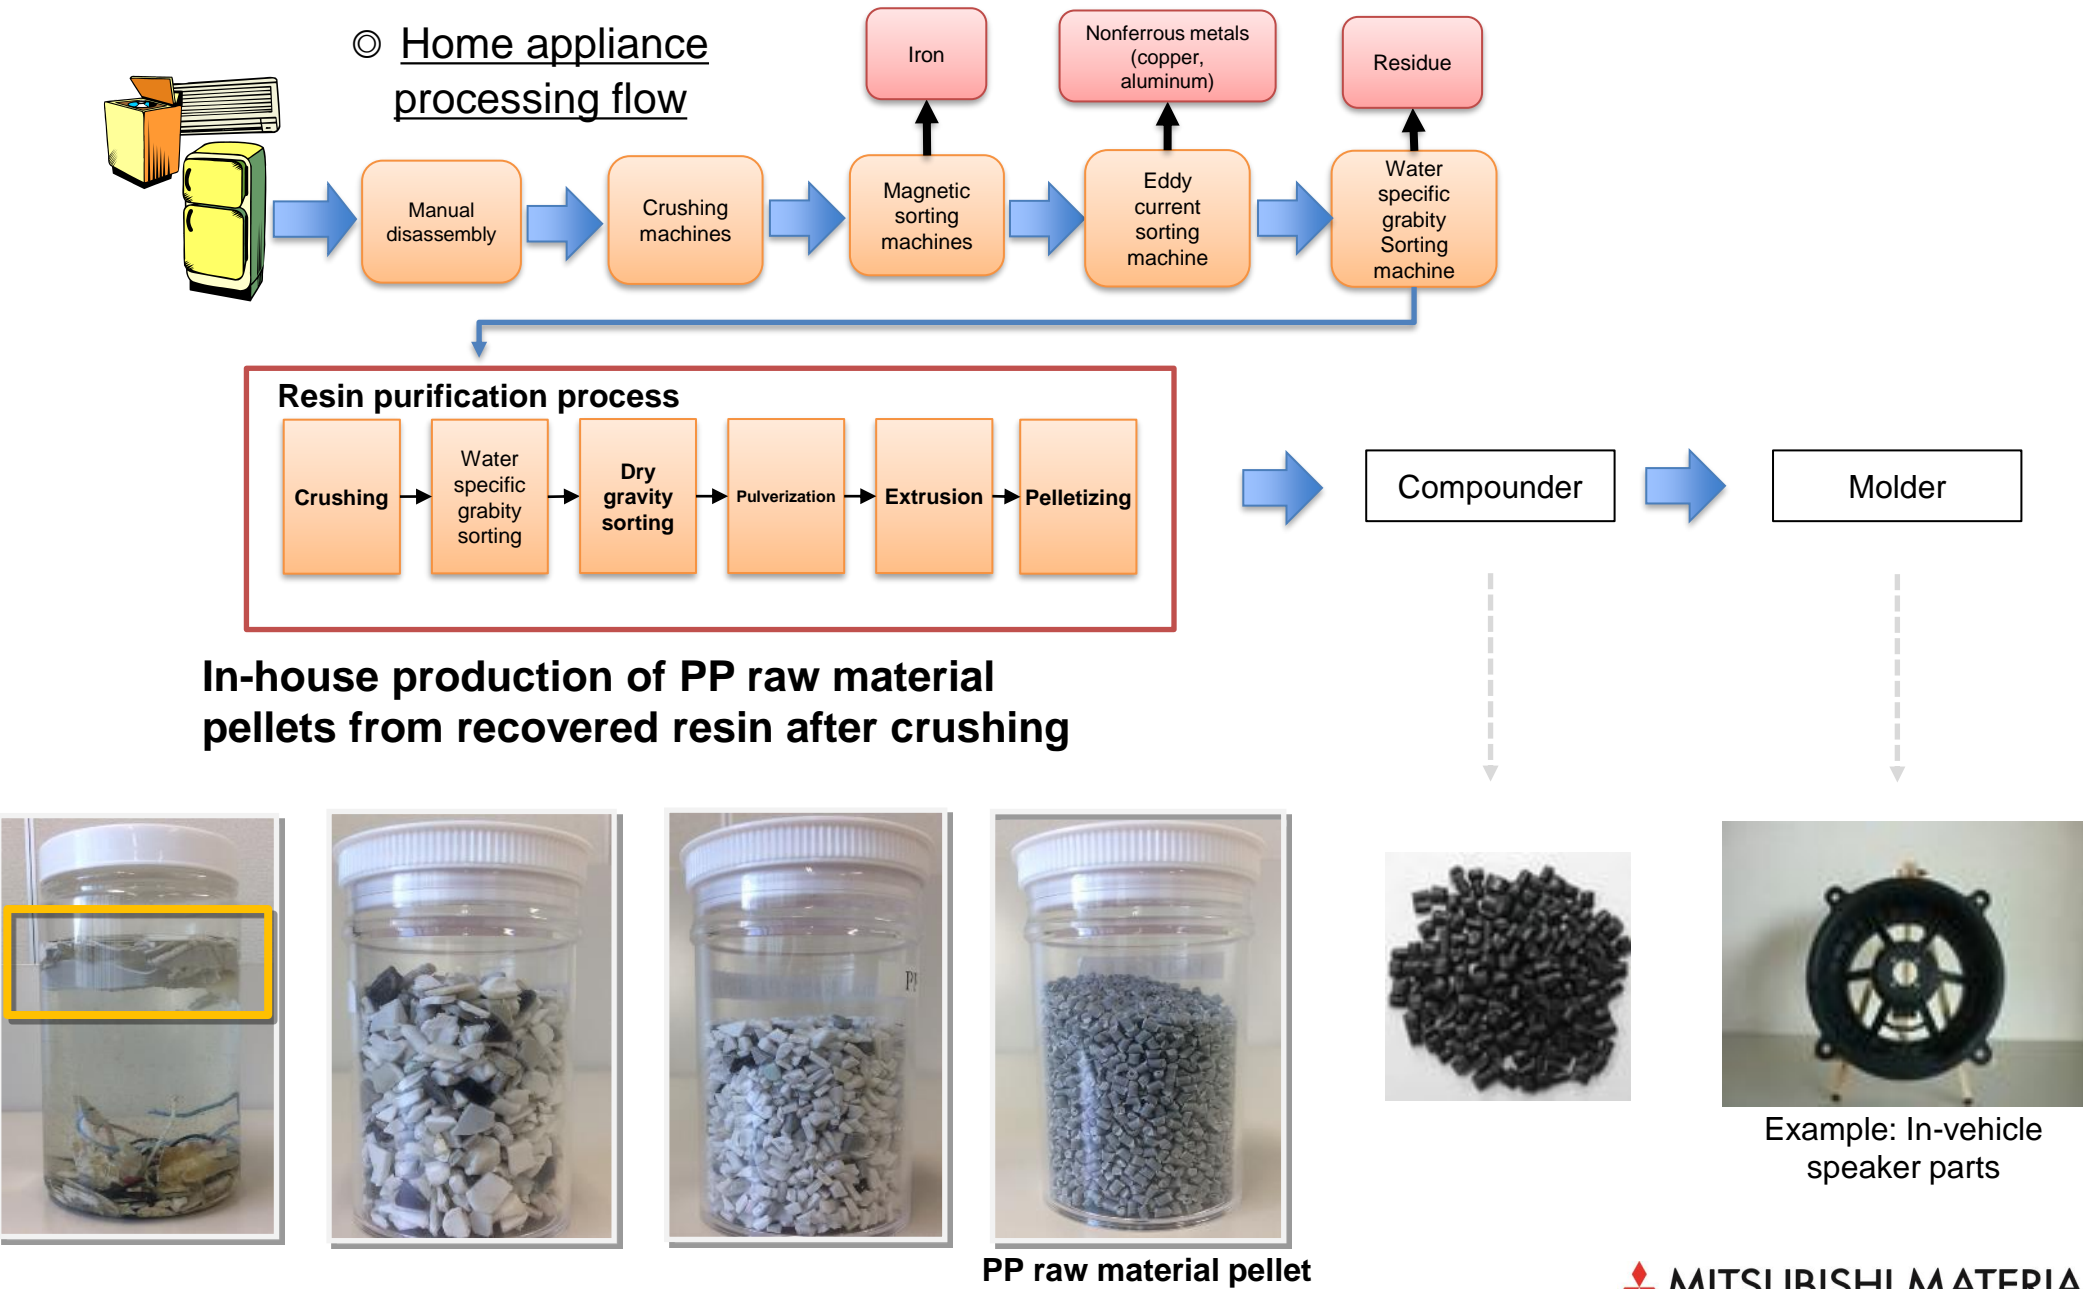 ◎ Home appliance
processing flow
Iron
Nonferrous metals
(copper,
aluminum)
Residue
Manual
disassembly
Crushing
machines
Magnetic
sorting
machines
Eddy
current
sorting
machine
Water
specific
grabity
Sorting
machine
Resin purification process
Crushing
Water
specific
grabity
sorting
Dry
gravity
sorting
Pulverization
Extrusion
Pelletizing
Compounder
Molder
In-house production of PP raw material
pellets from recovered resin after crushing
PP
Example: In-vehicle
speaker parts
PP raw material pellet
MITSUBISHI MATERIA